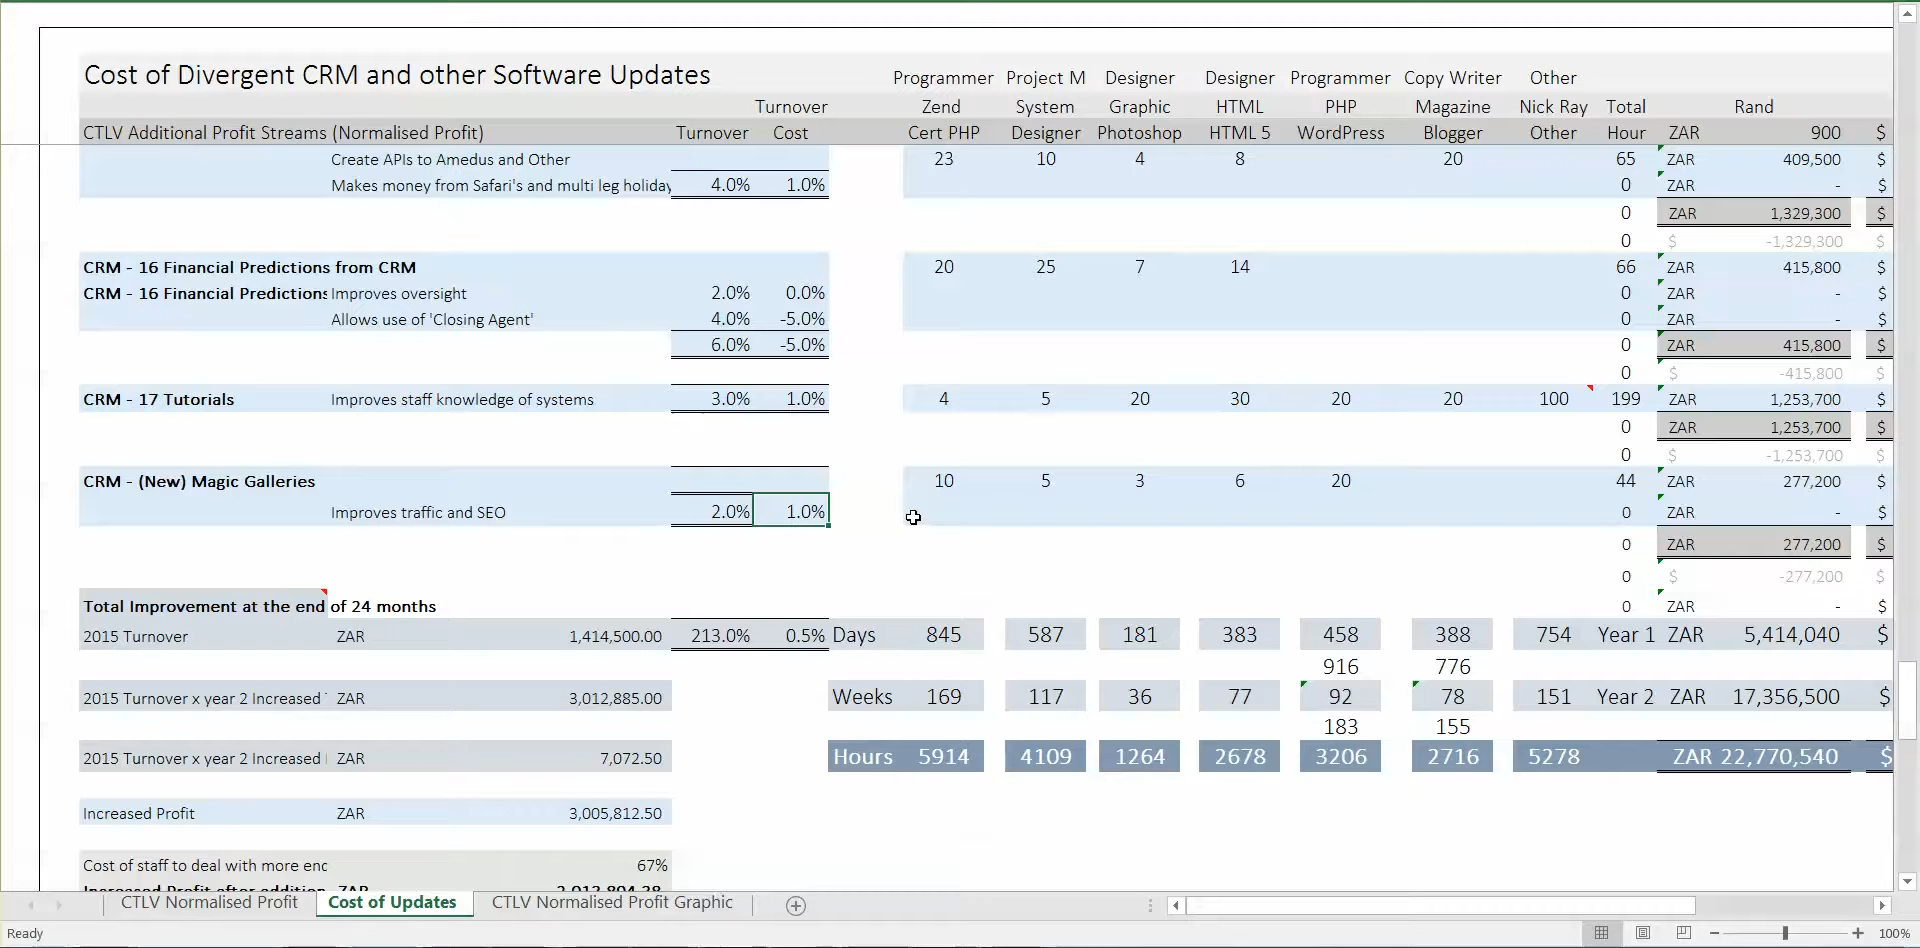 Cost of Divergent CRM and other Software Updates Programmer Project M Designer Designer Programmer Copy Writer Other
Turnover Zend System Graphic HTML PHP Magazine Nick Ray Total Rand
CTLV Additional Profit Streams (Normalised Profit) Turnover Cost Cert PHP Designer Photoshop HTML 5 WordPress Blogger Other Hour ZAR 900 $
Create APIs to Amedus and Other 23 10 4 8 20 65 ZAR 409,500 $
Makes money from Safari's and multi leg holiday 4.0% 1.0% 0 ZAR - $
0 ZAR 1,329,300 $
0 $ -1,329,300 $
CRM - 16 Financial Predictions from CRM 20 25 7 14 66 ZAR 415,800 $
CRM - 16 Financial Predictions Improves oversight 2.0% 0.0% 0 ZAR - $
Allows use of 'Closing Agent' 4.0% -5.0% 0 ZAR - $
6.0% -5.0% 0 ZAR 415,800 $
0 $ -415,800 $
CRM - 17 Tutorials Improves staff knowledge of systems 3.0% 1.0% 4 5 20 30 20 20 100 199 ZAR 1,253,700 $
0 ZAR 1,253,700 $
0 $ -1,253,700 $
CRM - (New) Magic Galleries 10 5 3 6 20 44 ZAR 277,200 $
Improves traffic and SEO 2.0% 1.0% 0 ZAR - $
0 ZAR 277,200 $
0 $ -277,200 $
Total Improvement at the end of 24 months 0 ZAR - $
2015 Turnover ZAR 1,414,500.00 213.0% 0.5% Days 845 587 181 383 458 388 754 Year 1 ZAR 5,414,040 $
916 776
2015 Turnover x year 2 Increased ZAR 3,012,885.00 Weeks 169 117 36 77 92 78 151 Year 2 ZAR 17,356,500 $
183 155
2015 Turnover x year 2 Increased ZAR 7,072.50 Hours 5914 4109 1264 2678 3206 2716 5278 ZAR 22,770,540 $
Increased Profit ZAR 3,005,812.50
Cost of staff to deal with more enc 67%
Increased Profit after addition ZAR 2,013,894.38
CTLV Normalised Profit Cost of Updates CTLV Normalised Profit Graphic
Ready 100%